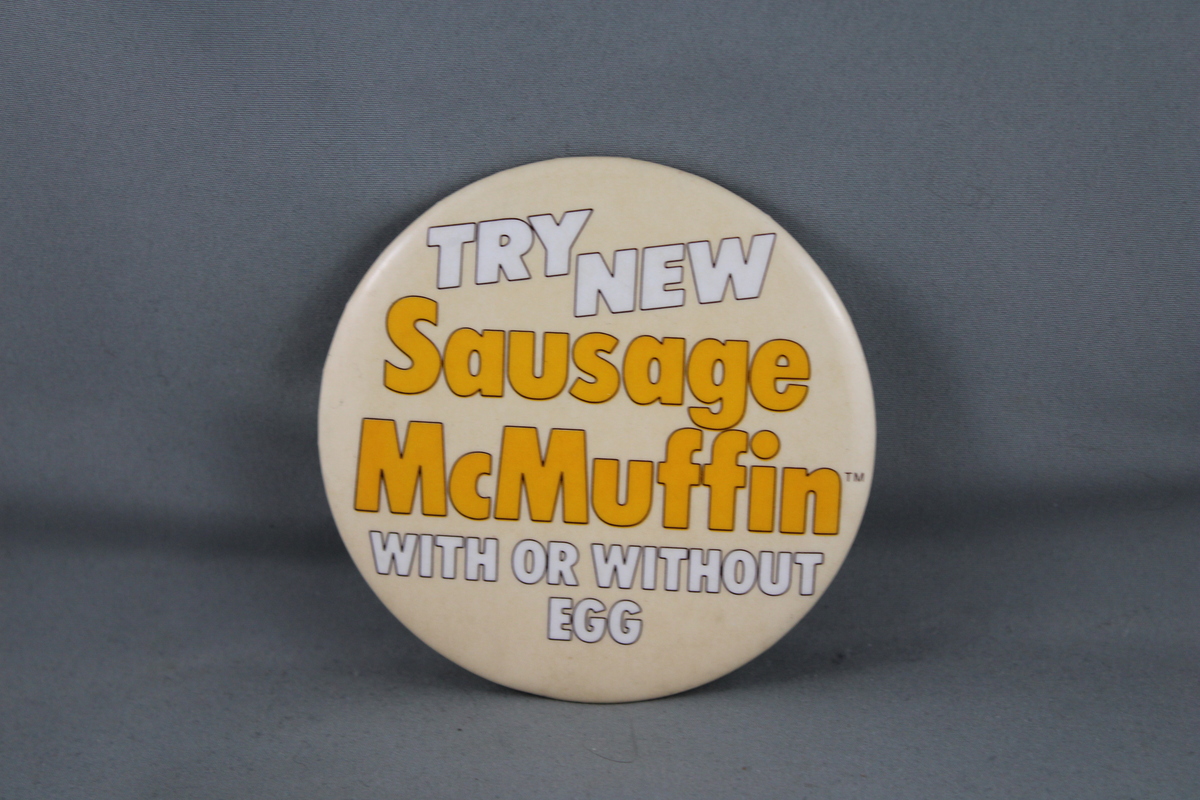 TRY NEW
Sausage
McMuffin™
WITH OR WITHOUT
EGG